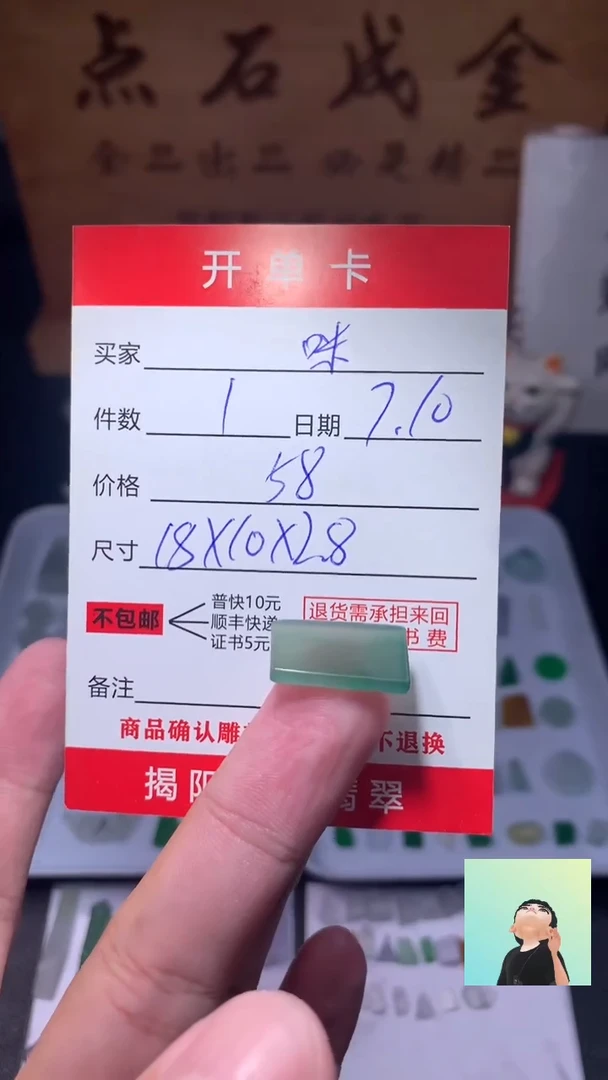 点石成金
开单卡
买家 咪
件数 1 日期 7.10
价格 58
尺寸 18X10X2.8
不包邮
普快10元
顺丰快递
证书5元
退货需承担来回
书费
备注
商品确认雕 不退换
揭阳 翡翠